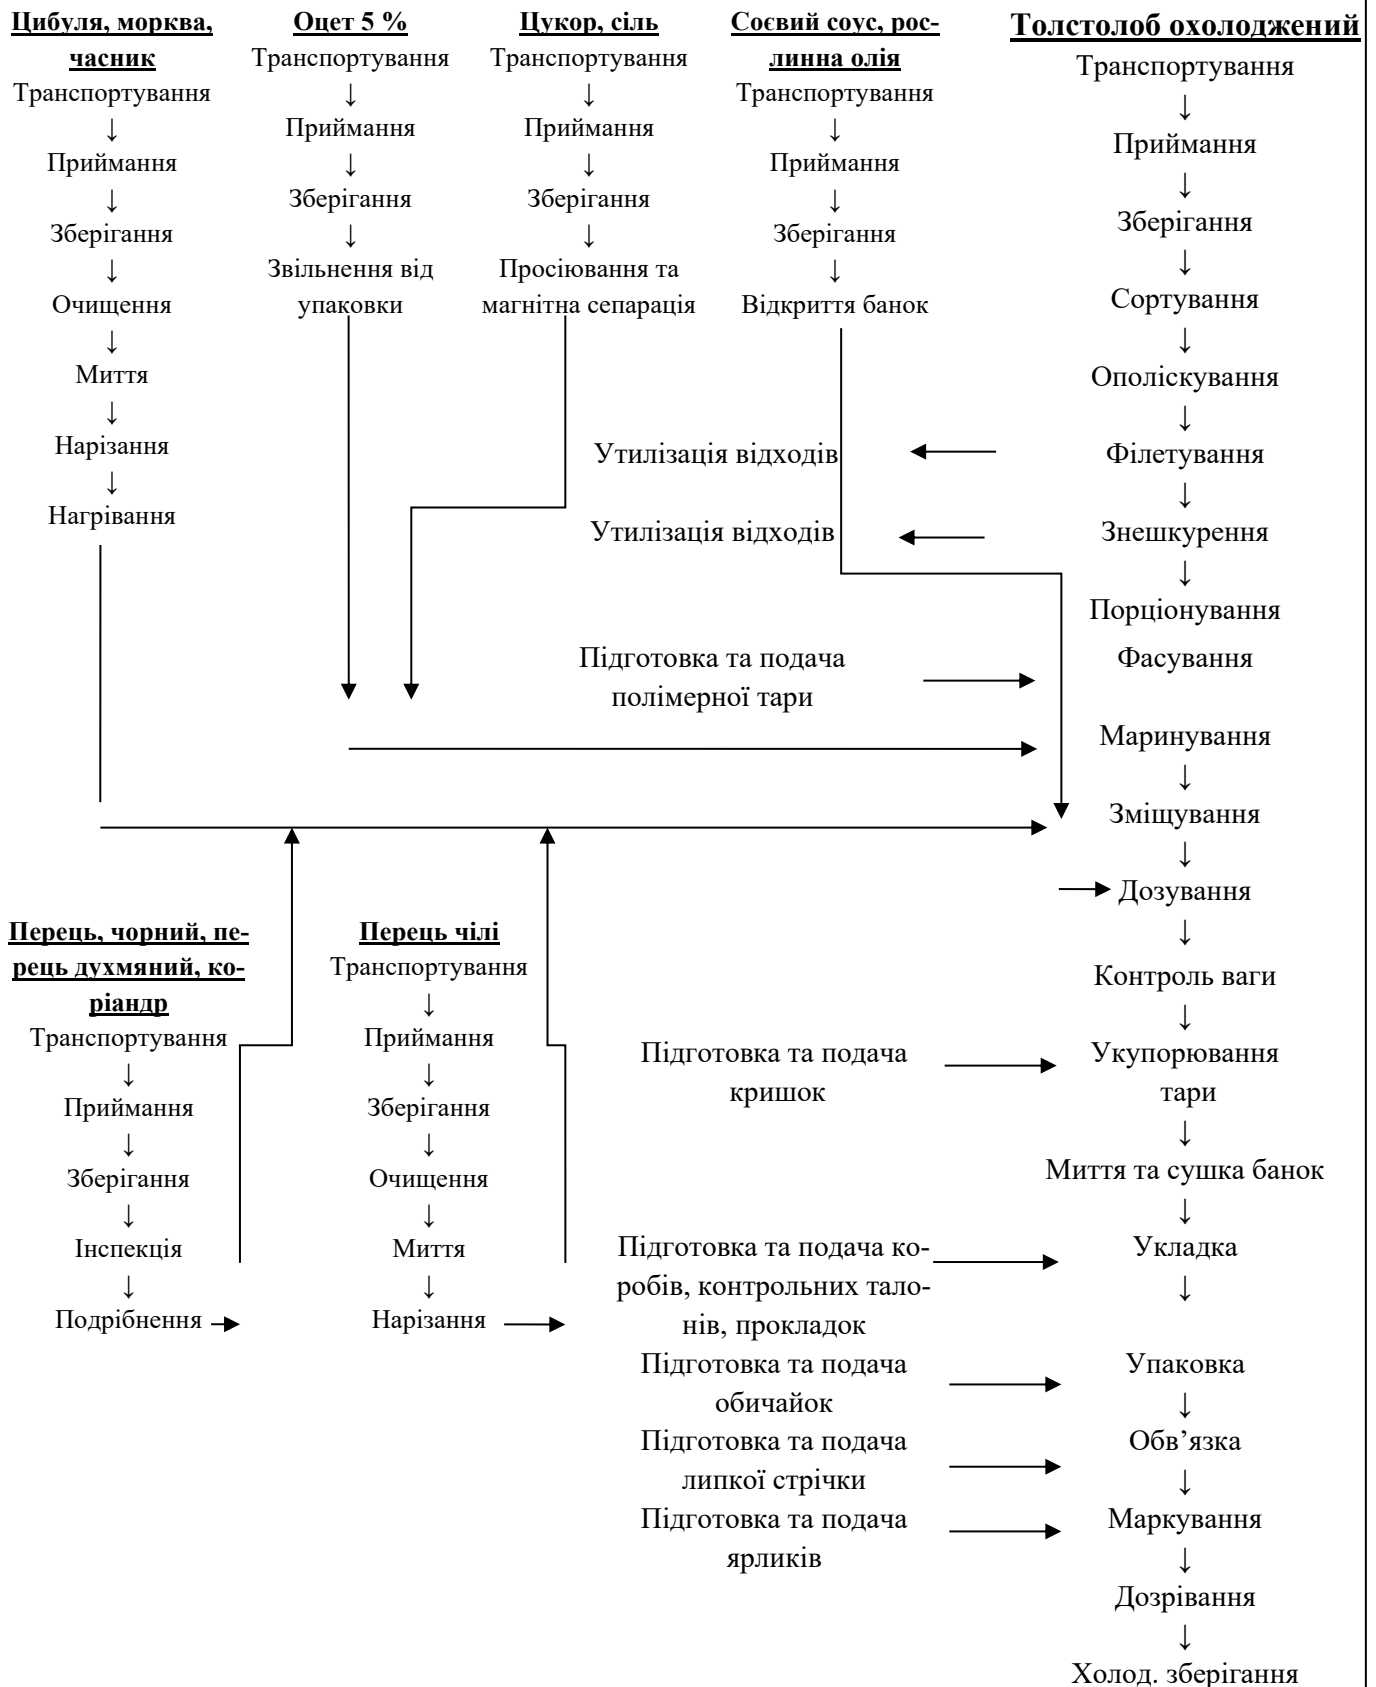 Цибуля, морква,
часник
Транспортування
↓
Приймання
↓
Зберігання
↓
Очищення
↓
Миття
↓
Нарізання
↓
Нагрівання
Оцет 5 %
Транспортування
↓
Приймання
↓
Зберігання
↓
Звільнення від
упаковки
Цукор, сіль
Транспортування
↓
Приймання
↓
Зберігання
↓
Просіювання та
магнітна сепарація
Соєвий соус, рос-
линна олія
Транспортування
↓
Приймання
↓
Зберігання
↓
Відкриття банок
Утилізація відходів
Утилізація відходів
Підготовка та подача
полімерної тари
Толстолоб охолоджений
Транспортування
↓
Приймання
↓
Зберігання
↓
Сортування
↓
Ополіскування
↓
Філетування
↓
Знешкурення
↓
Порціонування
Фасування
Маринування
↓
Зміщування
↓
Дозування
↓
Контроль ваги
↓
Укупорювання
тари
↓
Миття та сушка банок
↓
Укладка
↓
Упаковка
↓
Обв’язка
↓
Маркування
↓
Дозрівання
↓
Холод. зберігання
Перець, чорний, пе-
рець духмяний, ко-
ріандр
Транспортування
↓
Приймання
↓
Зберігання
↓
Інспекція
↓
Подрібнення
Перець чілі
Транспортування
↓
Приймання
↓
Зберігання
↓
Очищення
↓
Миття
↓
Нарізання
Підготовка та подача
кришок
Підготовка та подача ко-
робів, контрольних тало-
нів, прокладок
Підготовка та подача
обичайок
Підготовка та подача
липкої стрічки
Підготовка та подача
ярликів